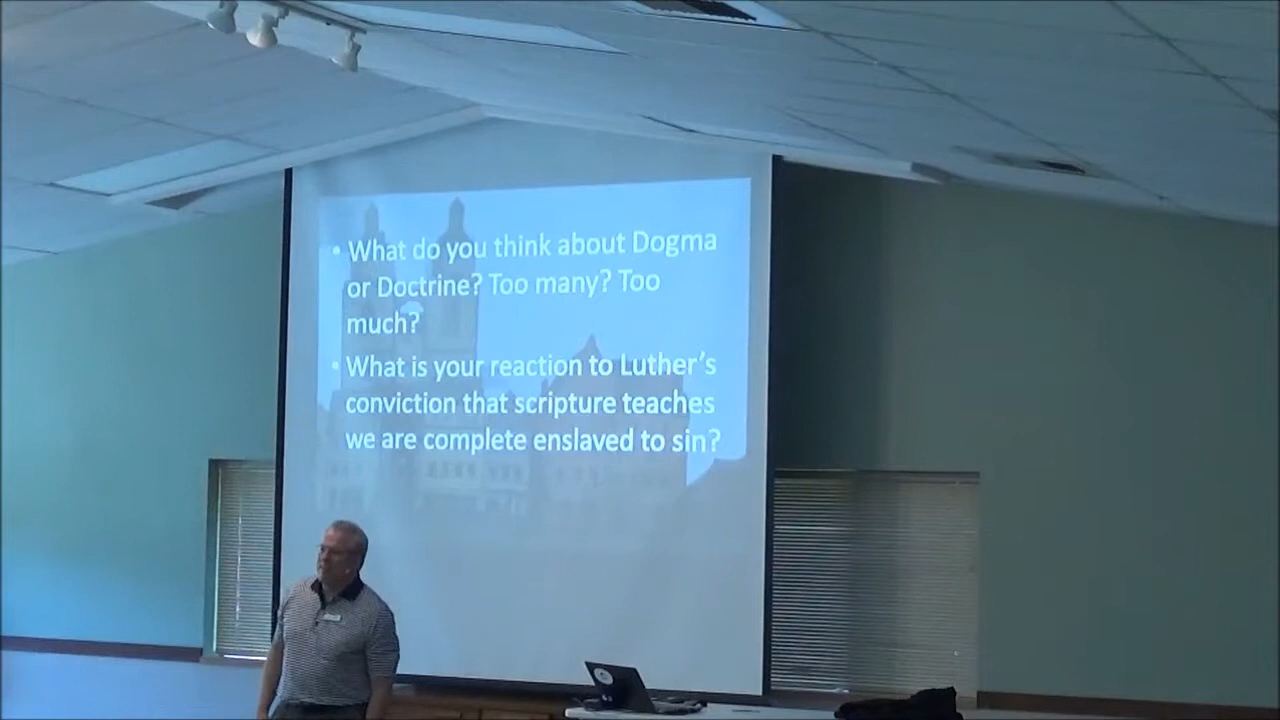 • What do you think about Dogma
or Doctrine? Too many? Too
much?
• What is your reaction to Luther's
conviction that scripture teaches
we are complete enslaved to sin?